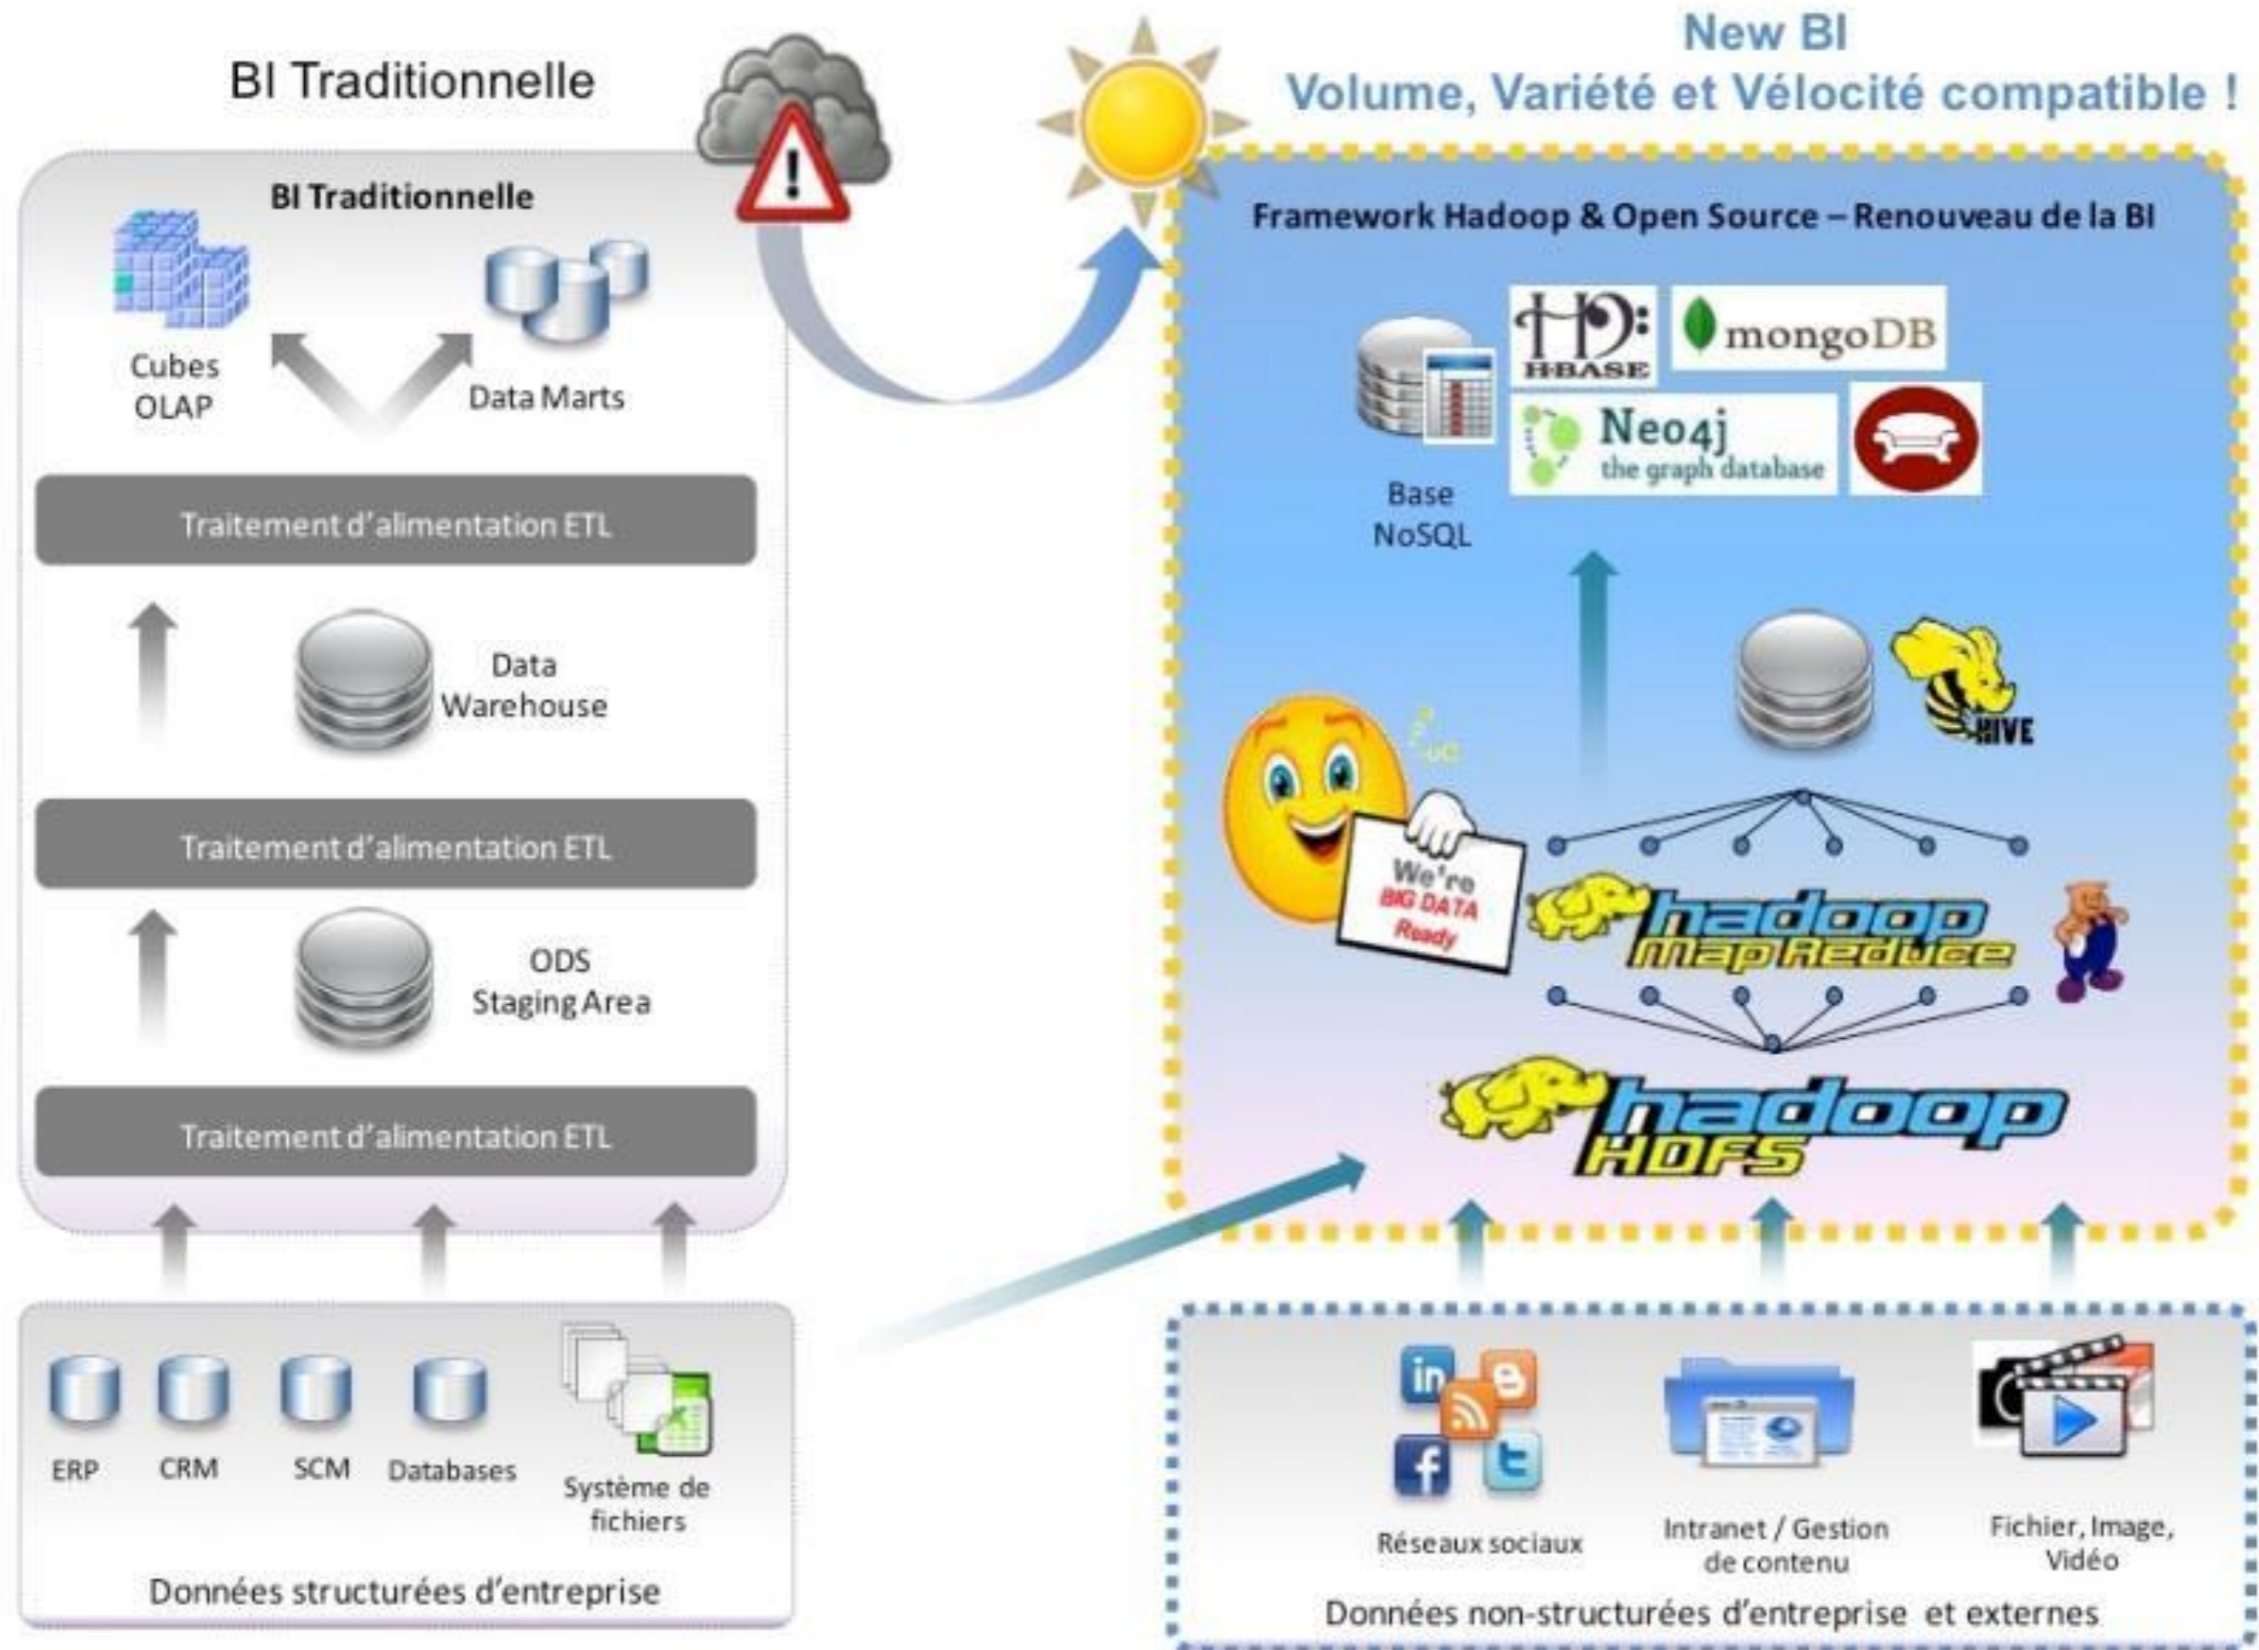 BI Traditionnelle
New BI
Volume, Variété et Vélocité compatible !
BI Traditionnelle
Cubes
OLAP
Data Marts
Traitement d'alimentation ETL
Data
Warehouse
Traitement d'alimentation ETL
ODS
Staging Area
Traitement d'alimentation ETL
ERP
CRM
SCM
Databases
Système de
fichiers
Données structurées d'entreprise
Framework Hadoop & Open Source – Renouveau de la BI
H-BASE
mongoDB
Neo4j
the graph database
Base
NoSQL
HIVE
We're
BIG DATA
Ready
hadoop
Map Reduce
hadoop
HDFS
in
f
t
Réseaux sociaux
Intranet / Gestion
de contenu
Fichier, Image,
Vidéo
Données non-structurées d'entreprise et externes